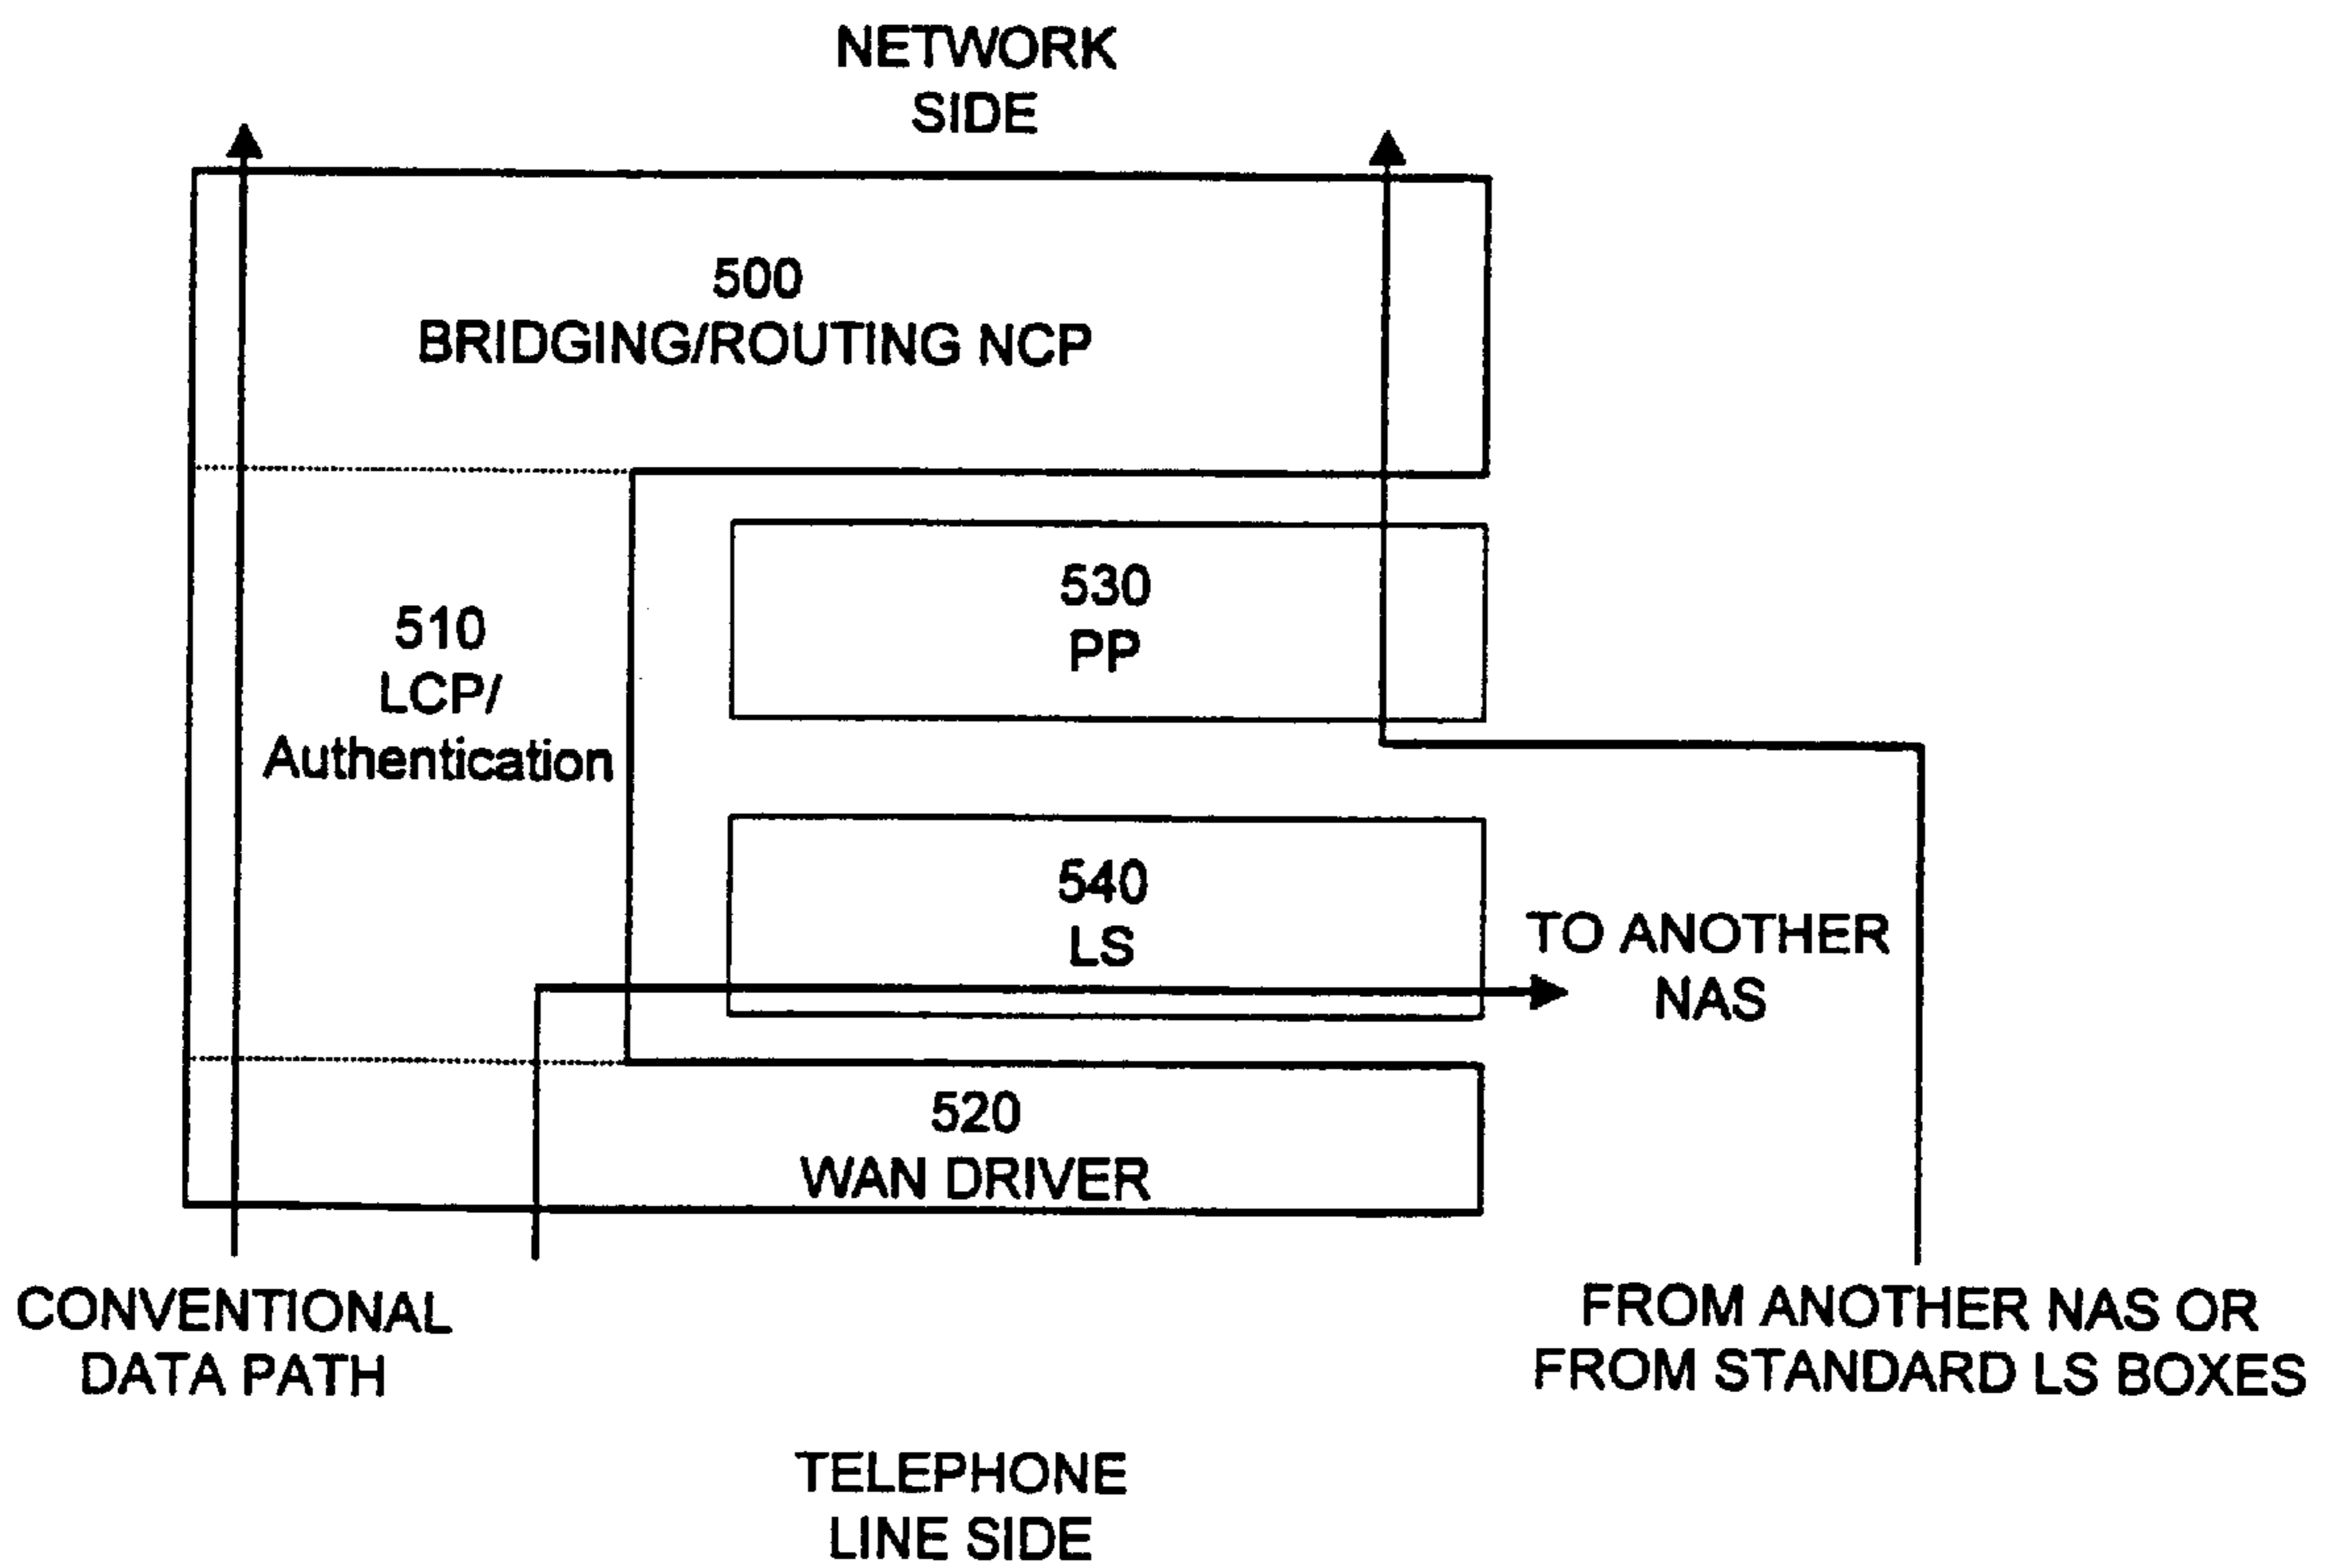 NETWORK
SIDE
500
BRIDGING/ROUTING NCP
530
PP
510
LCP/
Authentication
540
LS
TO ANOTHER
NAS
520
WAN DRIVER
CONVENTIONAL
DATA PATH
FROM ANOTHER NAS OR
FROM STANDARD LS BOXES
TELEPHONE
LINE SIDE